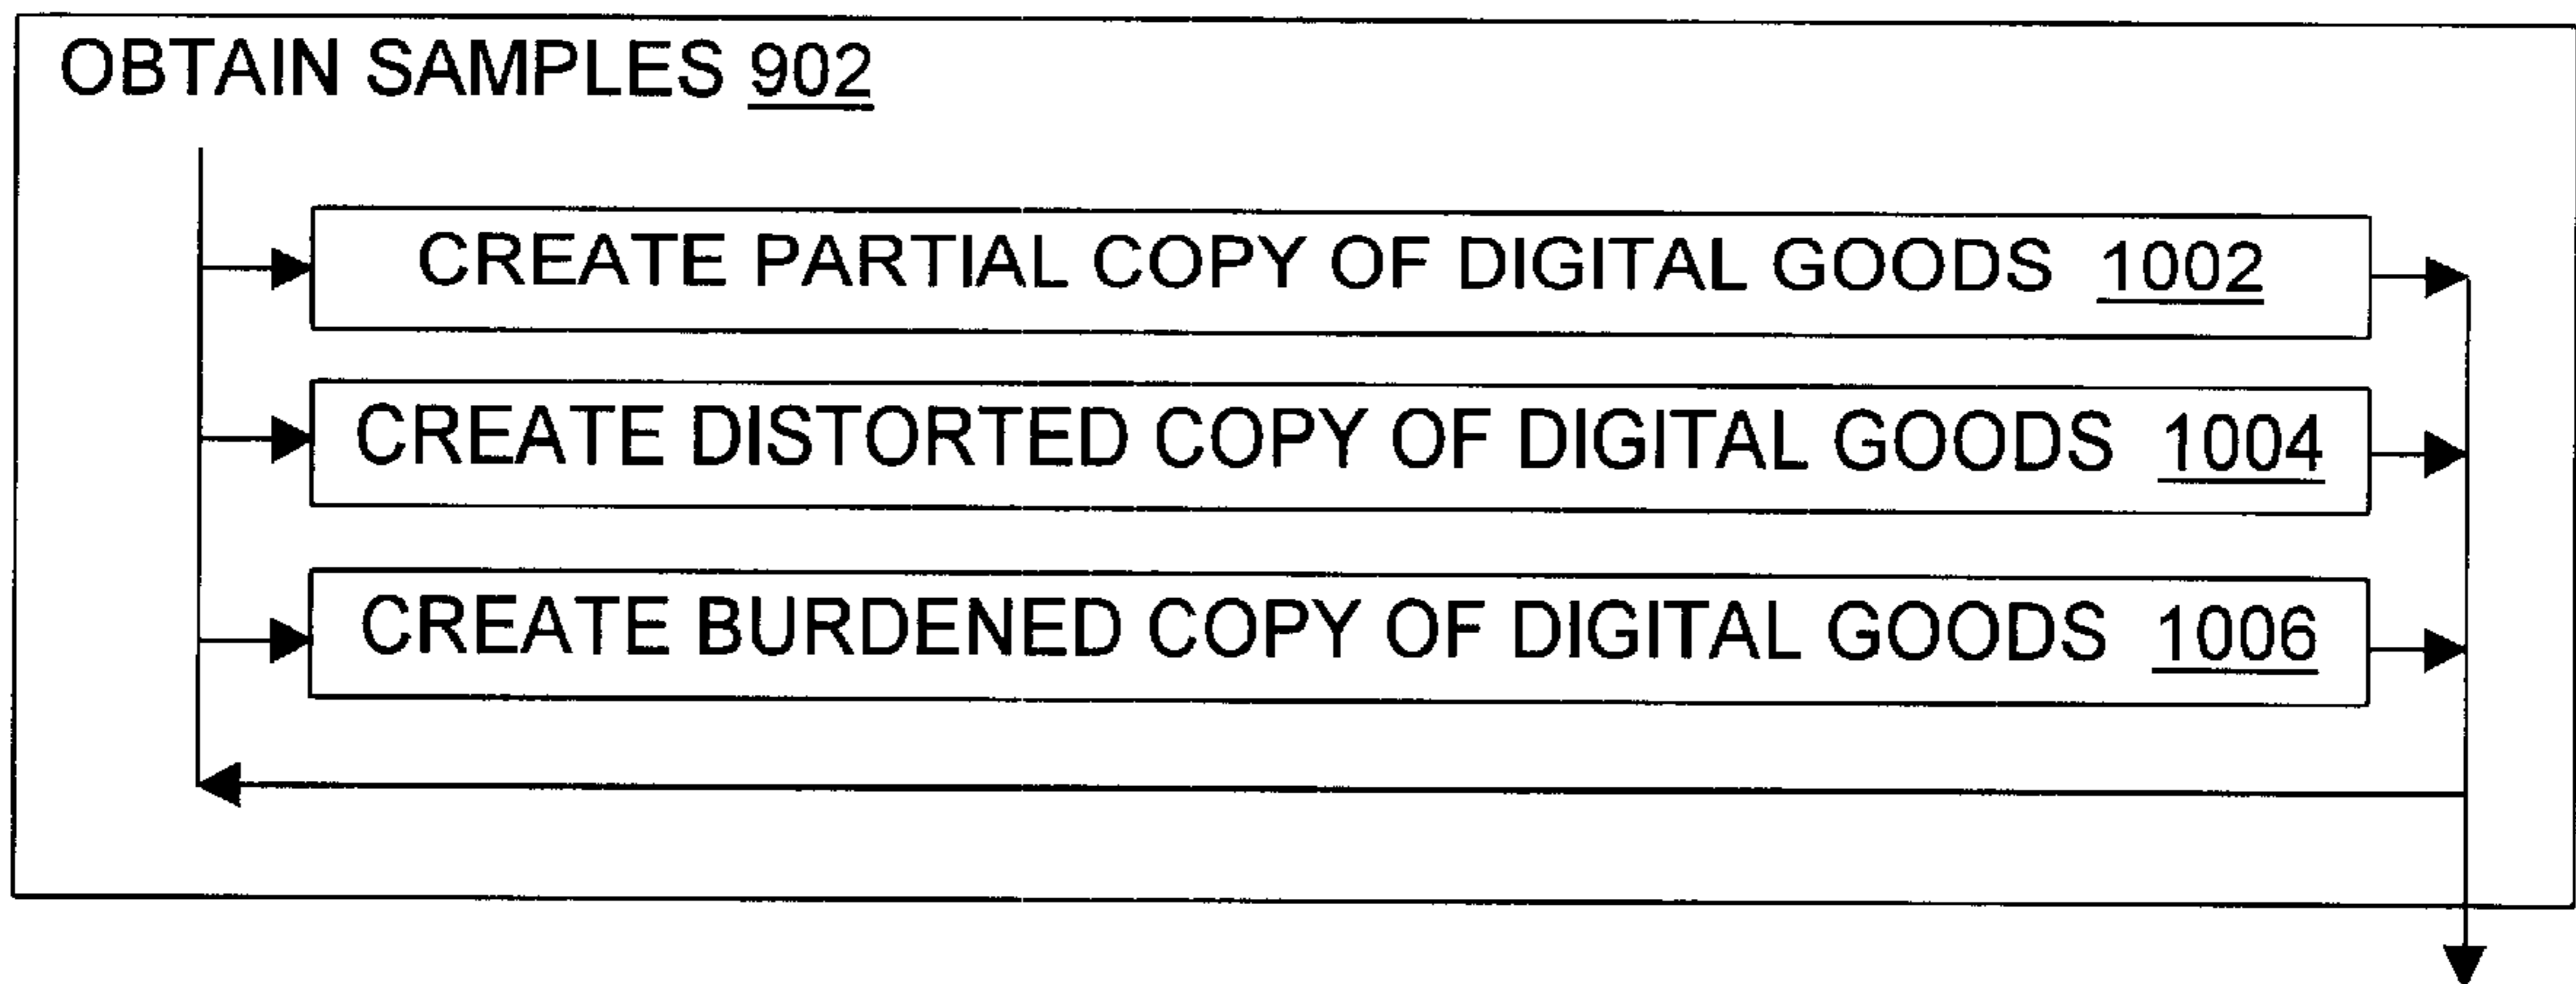 OBTAIN SAMPLES 902
CREATE PARTIAL COPY OF DIGITAL GOODS 1002
CREATE DISTORTED COPY OF DIGITAL GOODS 1004
CREATE BURDENED COPY OF DIGITAL GOODS 1006